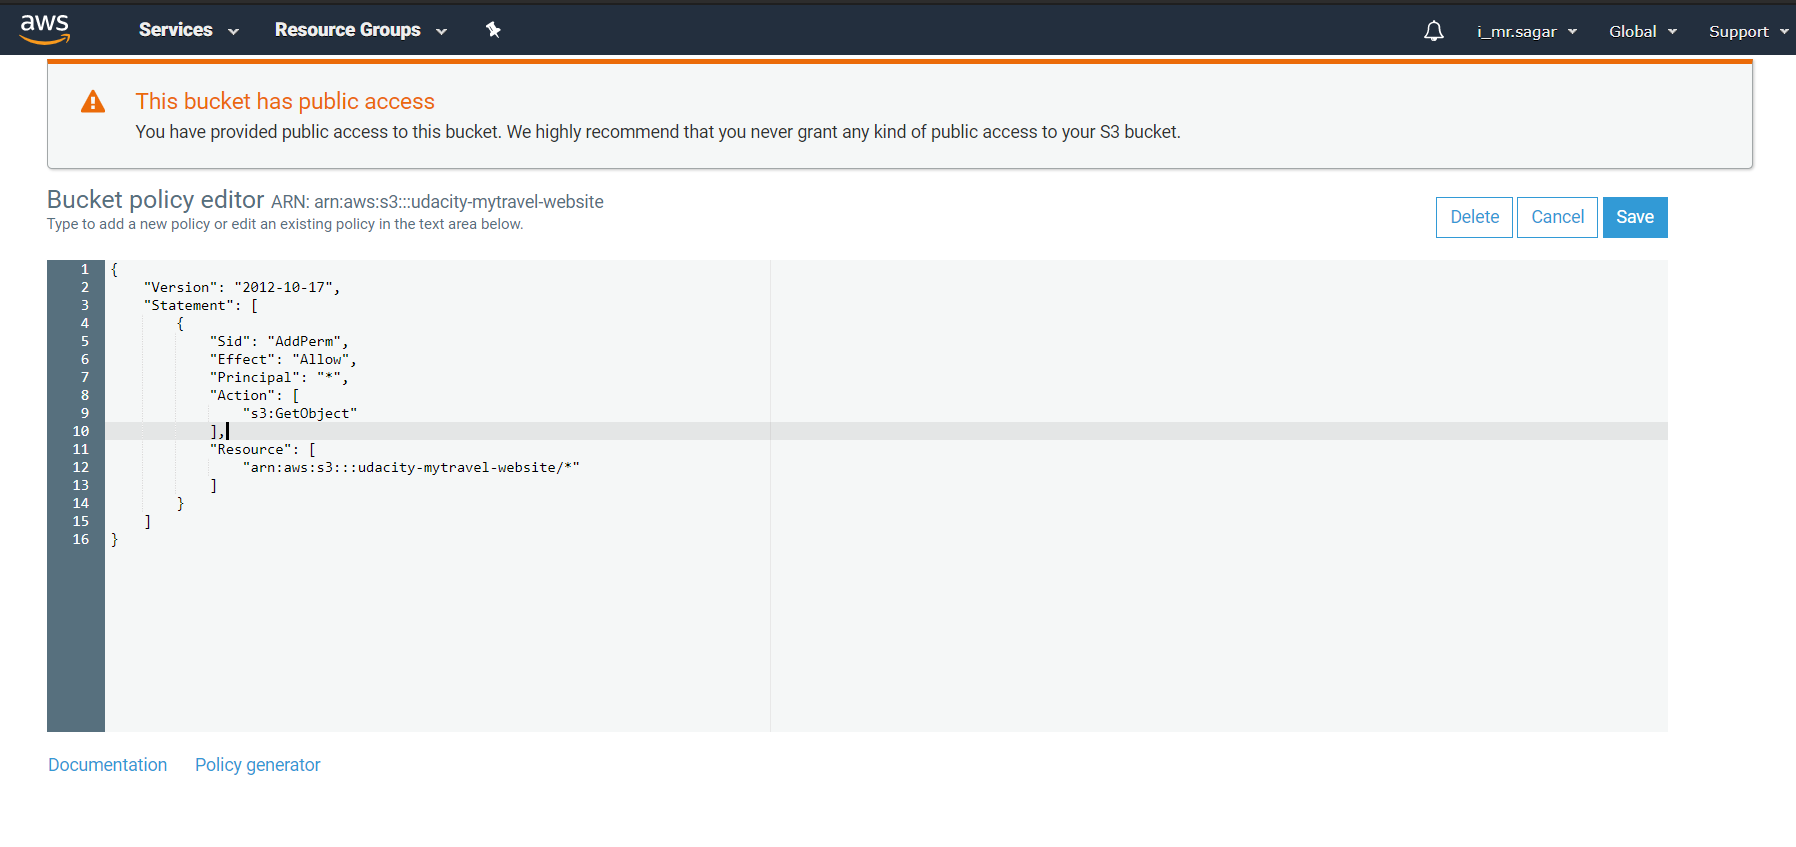 aws Services Resource Groups i_mr.sagar Global Support
This bucket has public access
You have provided public access to this bucket. We highly recommend that you never grant any kind of public access to your S3 bucket.
Bucket policy editor ARN: arn:aws:s3:::udacity-mytravel-website
Type to add a new policy or edit an existing policy in the text area below.
Delete Cancel Save
1 {
2     "Version": "2012-10-17",
3     "Statement": [
4         {
5             "Sid": "AddPerm",
6             "Effect": "Allow",
7             "Principal": "*",
8             "Action": [
9                 "s3:GetObject"
10             ],
11             "Resource": [
12                 "arn:aws:s3:::udacity-mytravel-website/*"
13             ]
14         }
15     ]
16 }
Documentation Policy generator